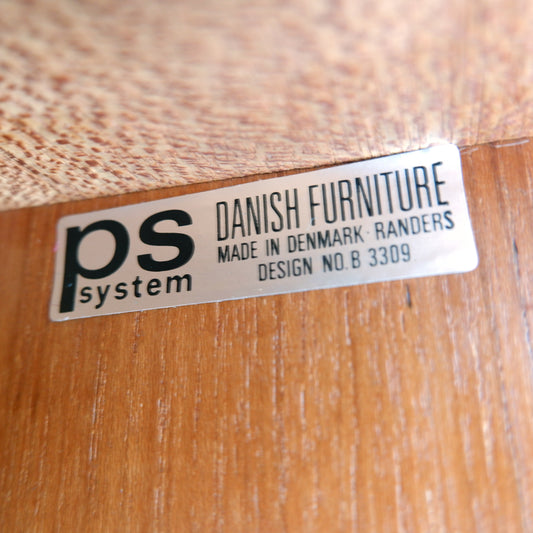 ps
system
DANISH FURNITURE
MADE IN DENMARK · RANDERS
DESIGN NO. B 3309